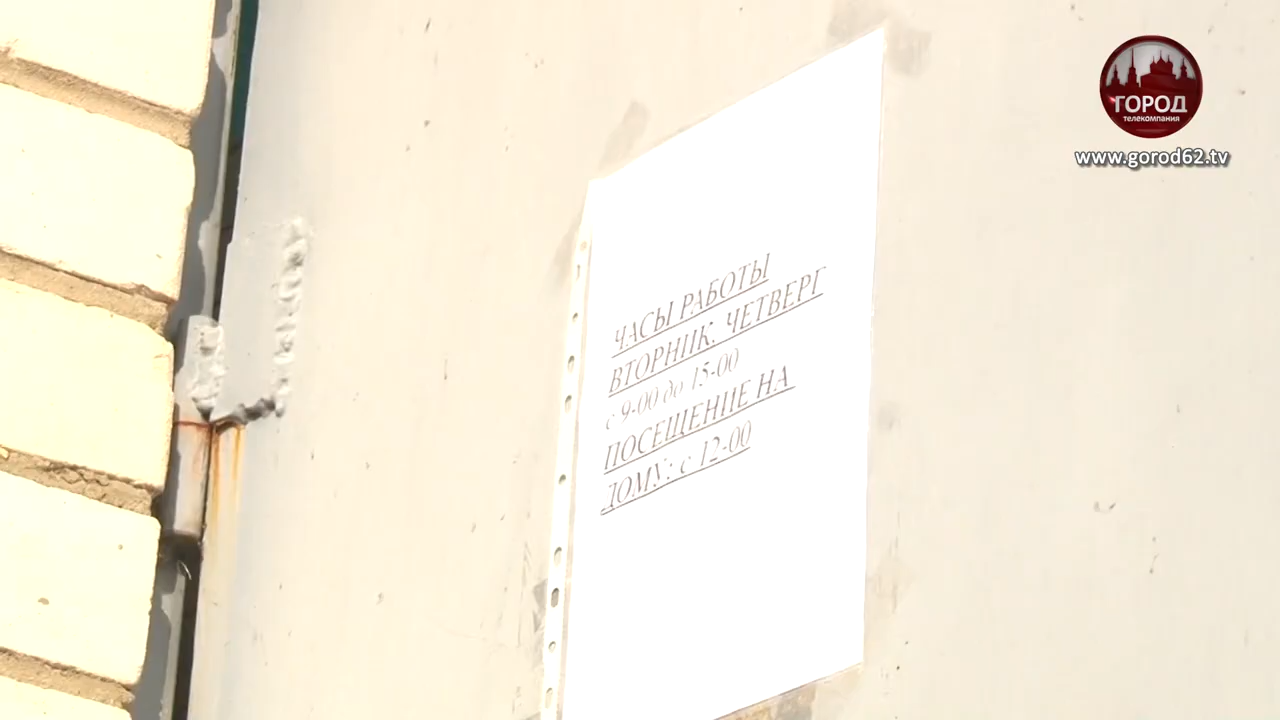 ГОРОД
телекомпания
www.gorod62.tv
ЧАСЫ РАБОТЫ
ВТОРНИК. ЧЕТВЕРГ
с 9-00 до 15-00
ПОСЕЩЕНИЕ НА
ДОМУ: с 12-00